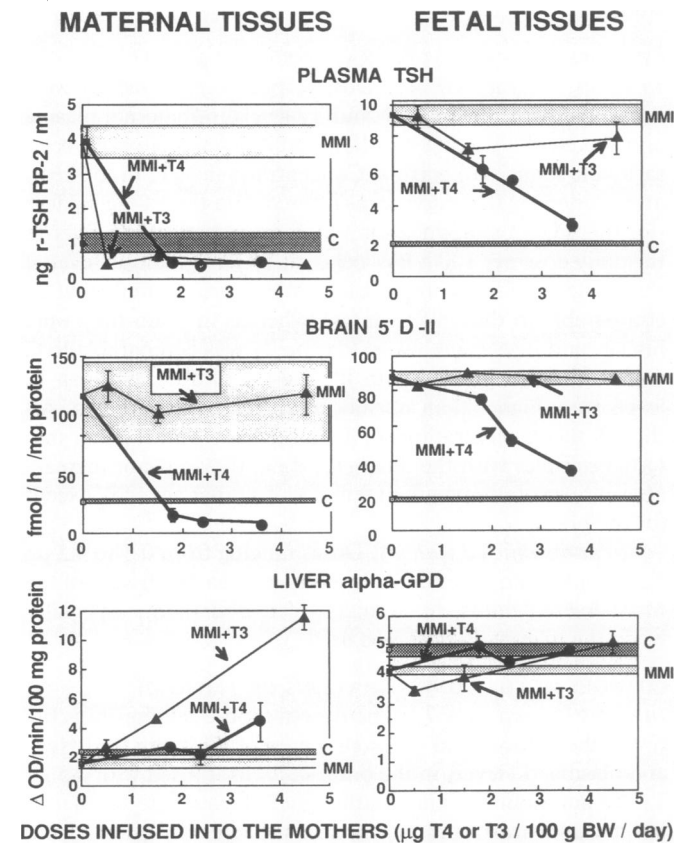 MATERNAL TISSUES FETAL TISSUES
PLASMA TSH
ng r-TSH RP-2 / ml
5
4
3
2
1
0
0 1 2 3 4 5
MMI
MMI+T4
MMI+T3
C
10
8
6
4
2
0
0 1 2 3 4
MMI
MMI+T3
MMI+T4
C
BRAIN 5' D -II
fmol / h /mg protein
150
100
50
0
0 1 2 3 4 5
MMI+T3
MMI
MMI+T4
C
100
80
60
40
20
0
0 1 2 3 4 5
MMI
MMI+T3
MMI+T4
C
LIVER alpha-GPD
Δ OD/min/100 mg protein
12
10
8
6
4
2
0
0 1 2 3 4 5
MMI+T3
MMI+T4
C
MMI
6
5
4
3
2
1
0
0 1 2 3 4 5
MMI+T4
C
MMI
MMI+T3
DOSES INFUSED INTO THE MOTHERS (µg T4 or T3 / 100 g BW / day)